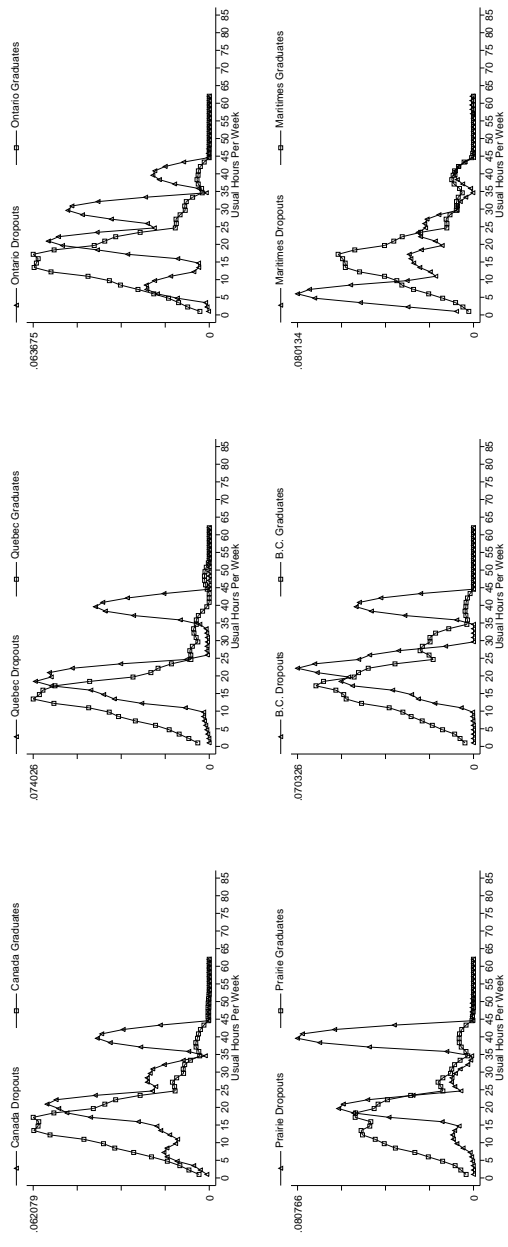 Canada Dropouts
Canada Graduates
.062079
0
0 5 10 15 20 25 30 35 40 45 50 55 60 65 70 75 80 85
Usual Hours Per Week
Quebec Dropouts
Quebec Graduates
.074026
0
0 5 10 15 20 25 30 35 40 45 50 55 60 65 70 75 80 85
Usual Hours Per Week
Ontario Dropouts
Ontario Graduates
.063675
0
0 5 10 15 20 25 30 35 40 45 50 55 60 65 70 75 80 85
Usual Hours Per Week
Prairie Dropouts
Prairie Graduates
.080766
0
0 5 10 15 20 25 30 35 40 45 50 55 60 65 70 75 80 85
Usual Hours Per Week
B.C. Dropouts
B.C. Graduates
.070326
0
0 5 10 15 20 25 30 35 40 45 50 55 60 65 70 75 80 85
Usual Hours Per Week
Maritimes Dropouts
Maritimes Graduates
.080134
0
0 5 10 15 20 25 30 35 40 45 50 55 60 65 70 75 80 85
Usual Hours Per Week